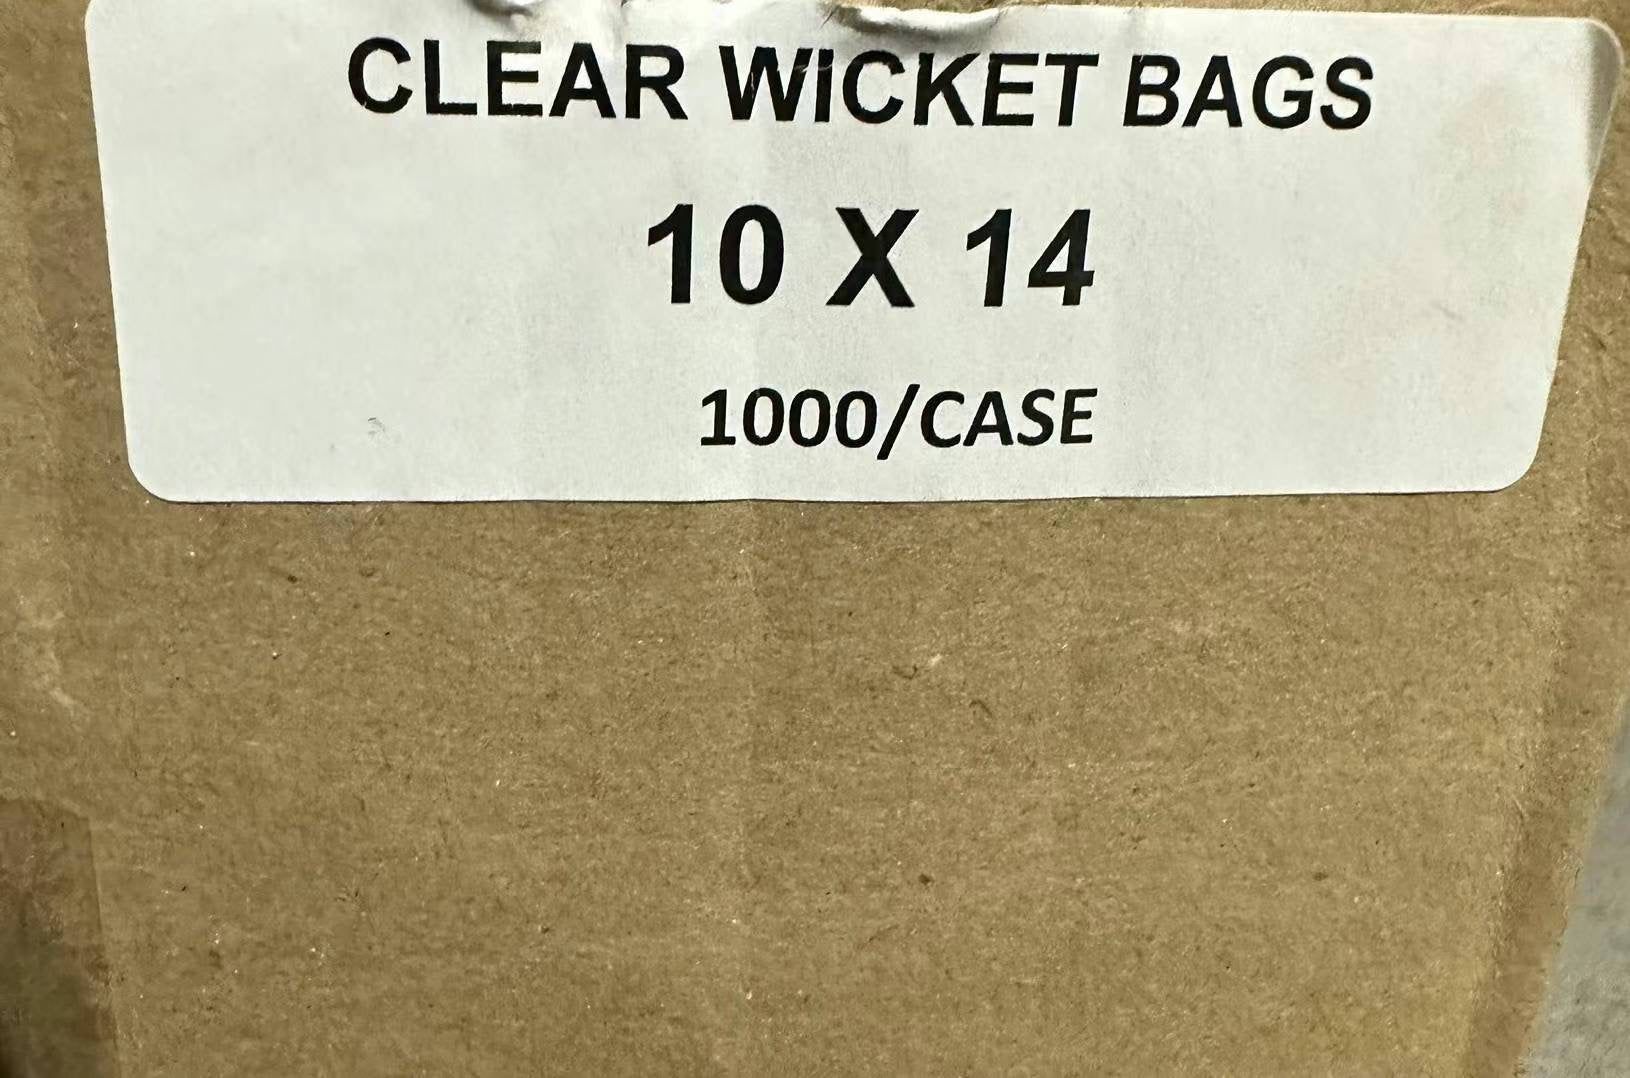 CLEAR WICKET BAGS
10 X 14
1000/CASE